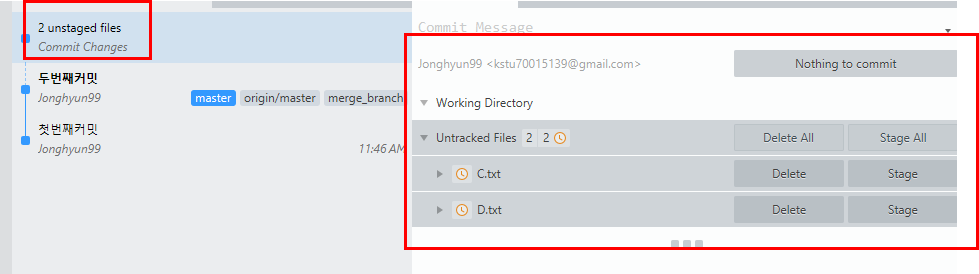 2 unstaged files
Commit Changes
두번째커밋
Jonghyun99 master origin/master merge_branch
첫번째커밋
Jonghyun99 11:46 AM
Commit Message
Jonghyun99 <kstu70015139@gmail.com> Nothing to commit
Working Directory
Untracked Files 2 2 Delete All Stage All
C.txt Delete Stage
D.txt Delete Stage